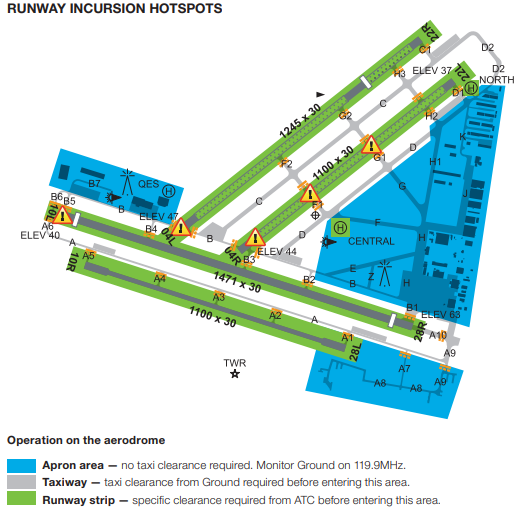 RUNWAY INCURSION HOTSPOTS
22R
C1
D2
H3
ELEV 37
22L
D2
NORTH
H
D1
1245 x 30
G2
C
H2
K
F2
1100 x 30
G1
D
H1
B7
QES
H
G
J
B6
B5
B
C
10L
ELEV 47
F
A6
B4
04L
B
H
CENTRAL
H
ELEV 40
04R
ELEV 44
D
A
B3
10R
A5
E
Z
B2
B
H
A4
1471 x 30
A3
B1
ELEV 63
1100 x 30
A2
A
28R
A10
A1
28L
A9
TWR
A7
A8
A8
A9
Operation on the aerodrome
Apron area — no taxi clearance required. Monitor Ground on 119.9MHz.
Taxiway — taxi clearance from Ground required before entering this area.
Runway strip — specific clearance required from ATC before entering this area.